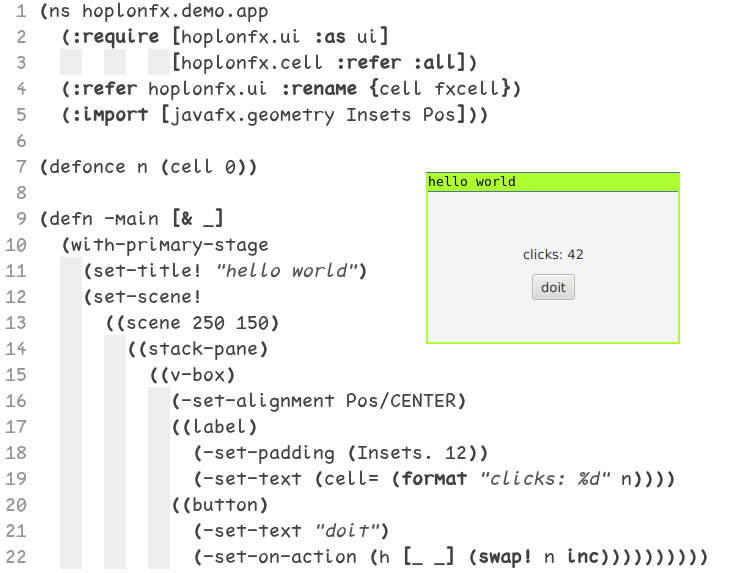 1 (ns hoplonfx.demo.app
2   (:require [hoplonfx.ui :as ui]
3             [hoplonfx.cell :refer :all])
4   (:refer hoplonfx.ui :rename {cell fxcell})
5   (:import [javafx.geometry Insets Pos]))
6
7 (defonce n (cell 0))
8
9 (defn -main [& _]
10   (with-primary-stage
11     (set-title! "hello world")
12     (set-scene!
13       ((scene 250 150)
14         ((stack-pane)
15           ((v-box)
16             (-set-alignment Pos/CENTER)
17             ((label)
18               (-set-padding (Insets. 12))
19               (-set-text (cell= (format "clicks: %d" n))))
20             ((button)
21               (-set-text "doit")
22               (-set-on-action (h [_ _] (swap! n inc))))))))))
hello world
clicks: 42
doit